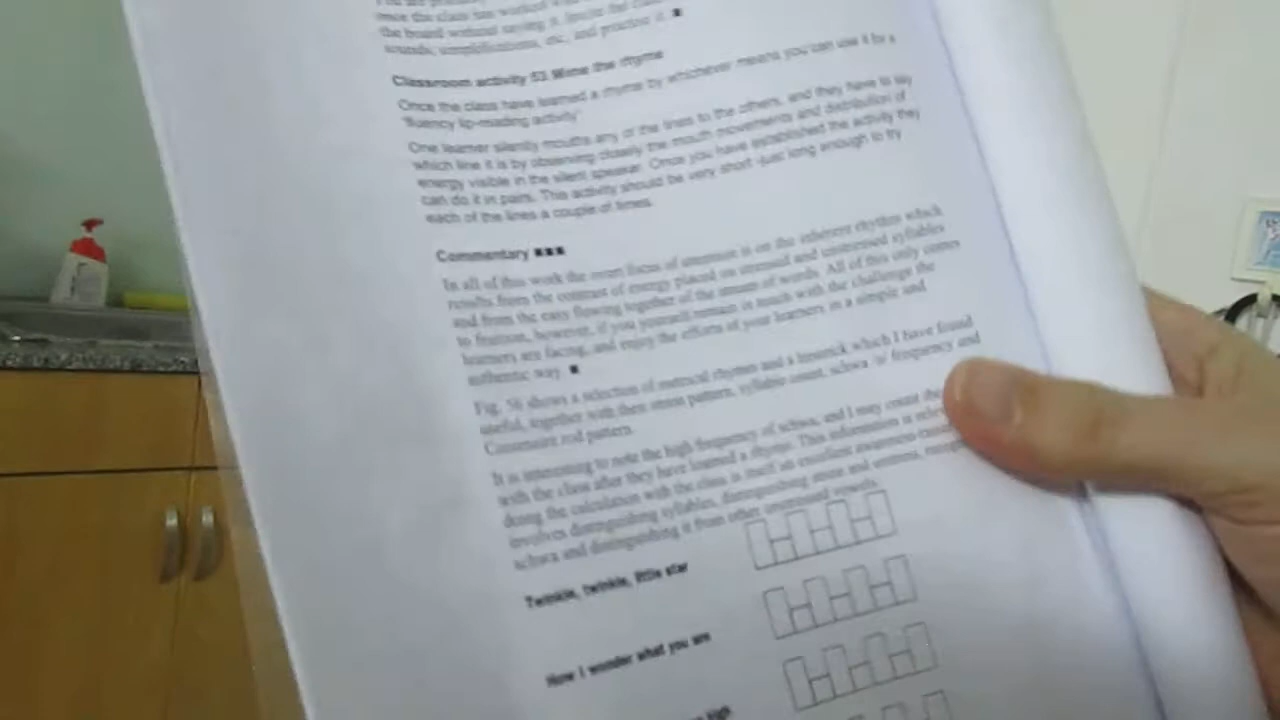 once the class can worked
the board without saying it.
sounds, simplifications, etc, and practise it. ■
Classroom activity 53 Mime the rhyme
Once the class have learned a rhyme by whichever means you can use it for a
'fluency lip-reading activity'
One learner silently mouths any of the lines to the others, and they have to say
which line it is by observing closely the mouth movements and distribution of
energy visible in the silent speaker. Once you have established the activity they
can do it in pairs. This activity should be very short -just long enough to try
each of the lines a couple of times.
Commentary ■■■
In all of this work the focus of attention is on the inherent rhythm which
results from the contrast of energy placed on stressed and unstressed syllables
and from the easy flowing together of the stream of words. All of this only comes
to fruition, however, if you yourself remain in touch with the challenge the
learners are facing, and enjoy the efforts of your learners in a simple and
authentic way. ■
Fig. 56 shows a selection of metrical rhymes and a limerick which I have found
useful, together with their stress pattern, syllable count, schwa /ə/ frequency and
Cuisenaire rod pattern.
It is interesting to note the high frequency of schwa, and I may count
with the class after they have learned a rhyme. This information is
doing the calculation with the class is itself an excellent awareness
involves distinguishing syllables, distinguishing stress and unstress,
schwa and distinguishing it from other unstressed vowels.
Twinkle, twinkle, little star
How I wonder what you are
high